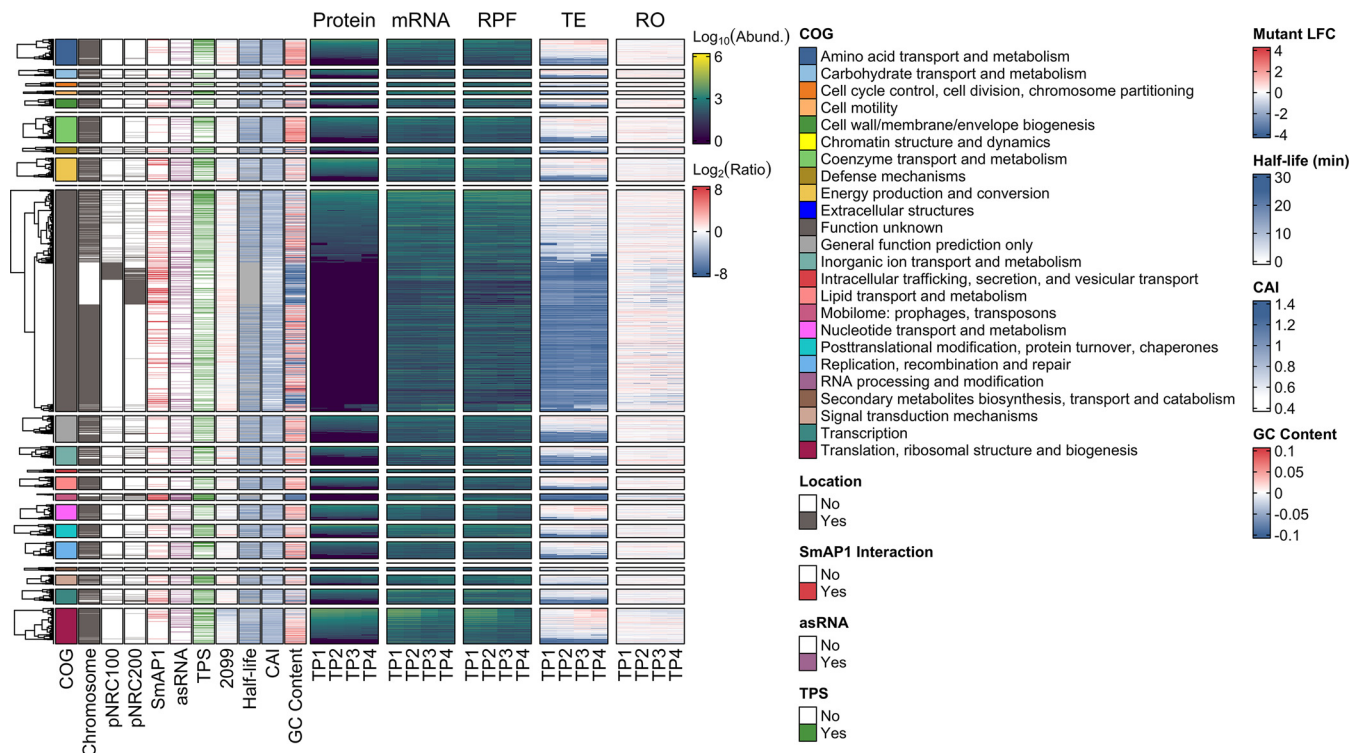 Protein mRNA RPF TE RO
Log10(Abund.)
6
3
0
Log2(Ratio)
8
0
-8
COG
Chromosome
pNRC100
pNRC200
SmAP1
asRNA
TPS
2099
Half-life
CAI
GC Content
TP1
TP2
TP3
TP4
TP1
TP2
TP3
TP4
TP1
TP2
TP3
TP4
TP1
TP2
TP3
TP4
TP1
TP2
TP3
TP4
COG
Amino acid transport and metabolism
Carbohydrate transport and metabolism
Cell cycle control, cell division, chromosome partitioning
Cell motility
Cell wall/membrane/envelope biogenesis
Chromatin structure and dynamics
Coenzyme transport and metabolism
Defense mechanisms
Energy production and conversion
Extracellular structures
Function unknown
General function prediction only
Inorganic ion transport and metabolism
Intracellular trafficking, secretion, and vesicular transport
Lipid transport and metabolism
Mobilome: prophages, transposons
Nucleotide transport and metabolism
Posttranslational modification, protein turnover, chaperones
Replication, recombination and repair
RNA processing and modification
Secondary metabolites biosynthesis, transport and catabolism
Signal transduction mechanisms
Transcription
Translation, ribosomal structure and biogenesis
Location
No
Yes
SmAP1 Interaction
No
Yes
asRNA
No
Yes
TPS
No
Yes
Mutant LFC
4
2
0
-2
-4
Half-life (min)
30
20
10
0
CAI
1.4
1.2
1
0.8
0.6
0.4
GC Content
0.1
0.05
0
-0.05
-0.1